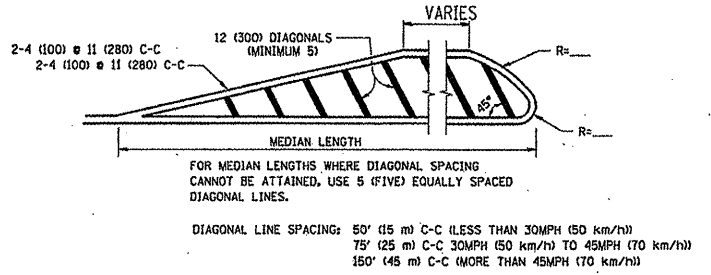 VARIES
12 (300) DIAGONALS
(MINIMUM 5)
2-4 (100) @ 11 (280) C-C
2-4 (100) @ 11 (280) C-C
R=___
45°
R=___
MEDIAN LENGTH
FOR MEDIAN LENGTHS WHERE DIAGONAL SPACING
CANNOT BE ATTAINED, USE 5 (FIVE) EQUALLY SPACED
DIAGONAL LINES.
DIAGONAL LINE SPACING: 50' (15 m) C-C (LESS THAN 30MPH (50 km/h))
75' (25 m) C-C 30MPH (50 km/h) TO 45MPH (70 km/h))
150' (45 m) C-C (MORE THAN 45MPH (70 km/h))